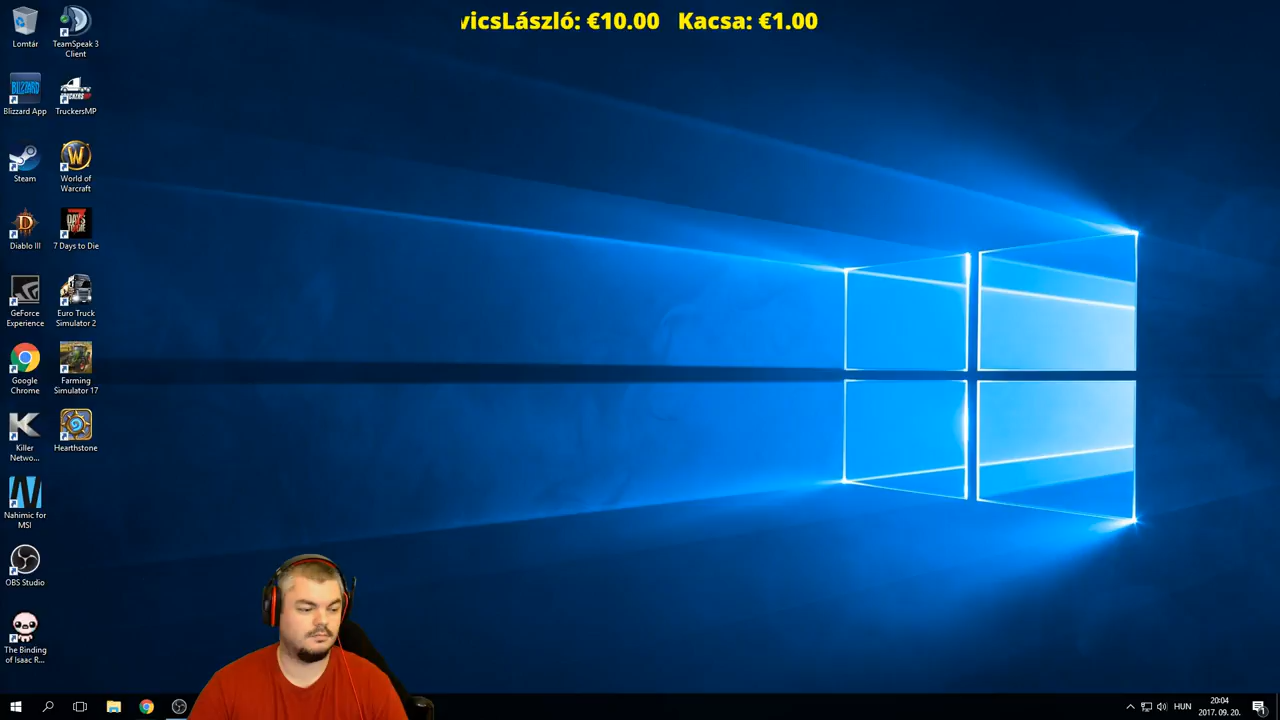 vicsLászló: €10.00 Kacsa: €1.00
Lomtár
TeamSpeak 3
Client
Blizzard App
TruckersMP
Steam
World of
Warcraft
Diablo III
7 Days to Die
GeForce
Experience
Euro Truck
Simulator 2
Google
Chrome
Farming
Simulator 17
Killer
Netwo...
Hearthstone
Nahimic for
MSI
OBS Studio
The Binding
of Isaac R...
HUN
20:04
2017. 09. 20.